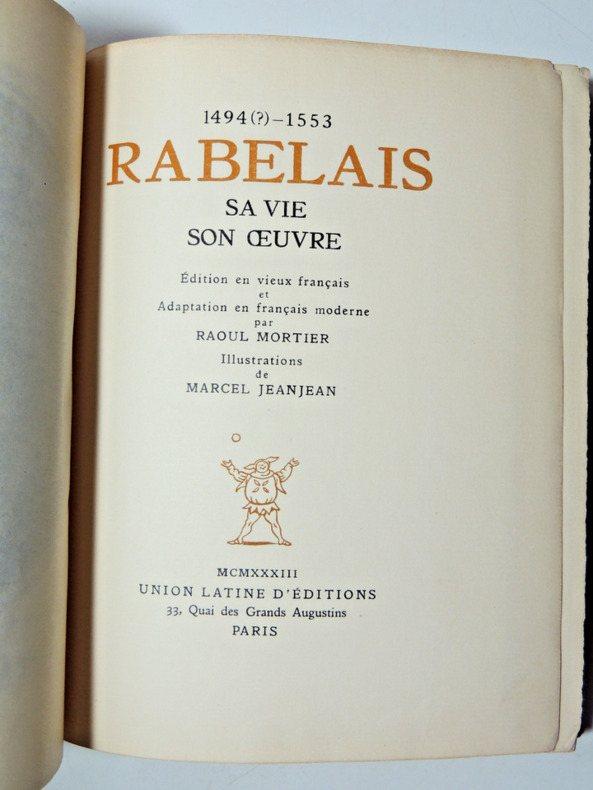 1494(?)–1553
RABELAIS
SA VIE
SON ŒUVRE
Édition en vieux français
et
Adaptation en français moderne
par
RAOUL MORTIER
Illustrations
de
MARCEL JEANJEAN
MCMXXXIII
UNION LATINE D'ÉDITIONS
33, Quai des Grands Augustins
PARIS